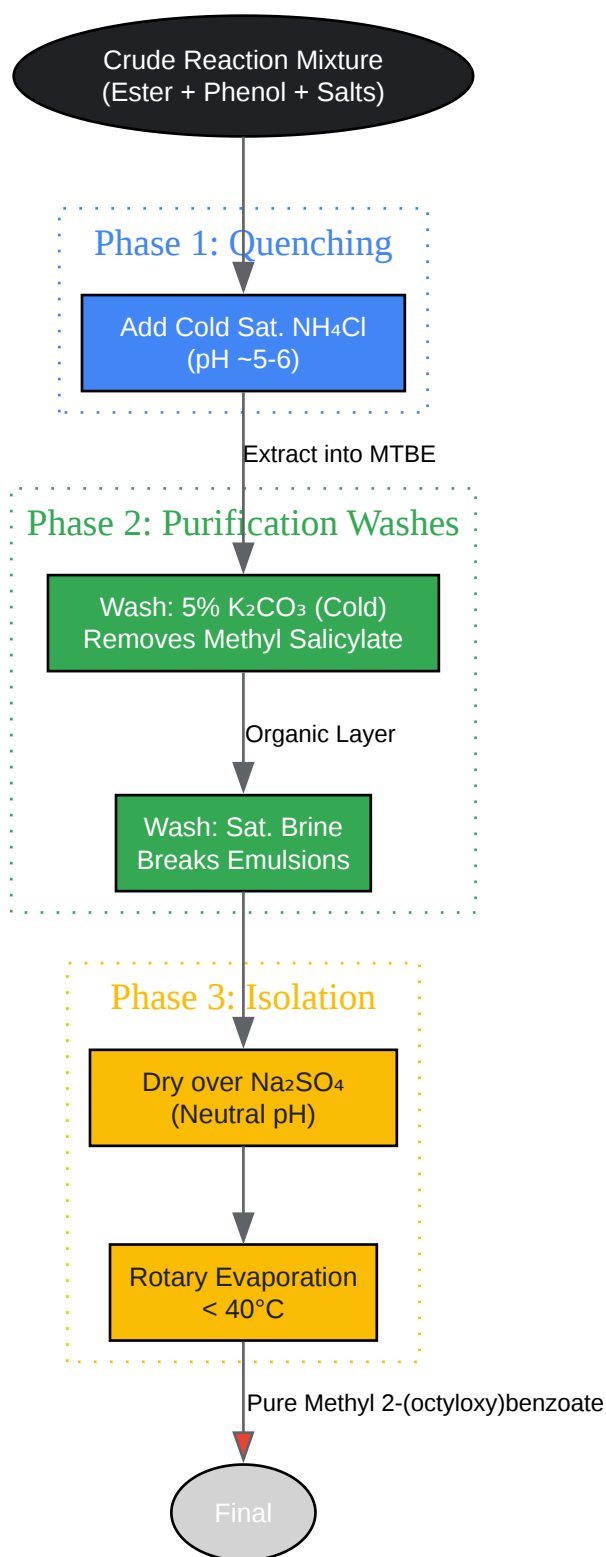 Crude Reaction Mixture
(Ester + Phenol + Salts)
Phase 1: Quenching
Add Cold Sat. NH₄Cl
(pH ~5-6)
Extract into MTBE
Phase 2: Purification Washes
Wash: 5% K₂CO₃ (Cold)
Removes Methyl Salicylate
Organic Layer
Wash: Sat. Brine
Breaks Emulsions
Phase 3: Isolation
Dry over Na₂SO₄
(Neutral pH)
Rotary Evaporation
< 40°C
Pure Methyl 2-(octyloxy)benzoate
Final